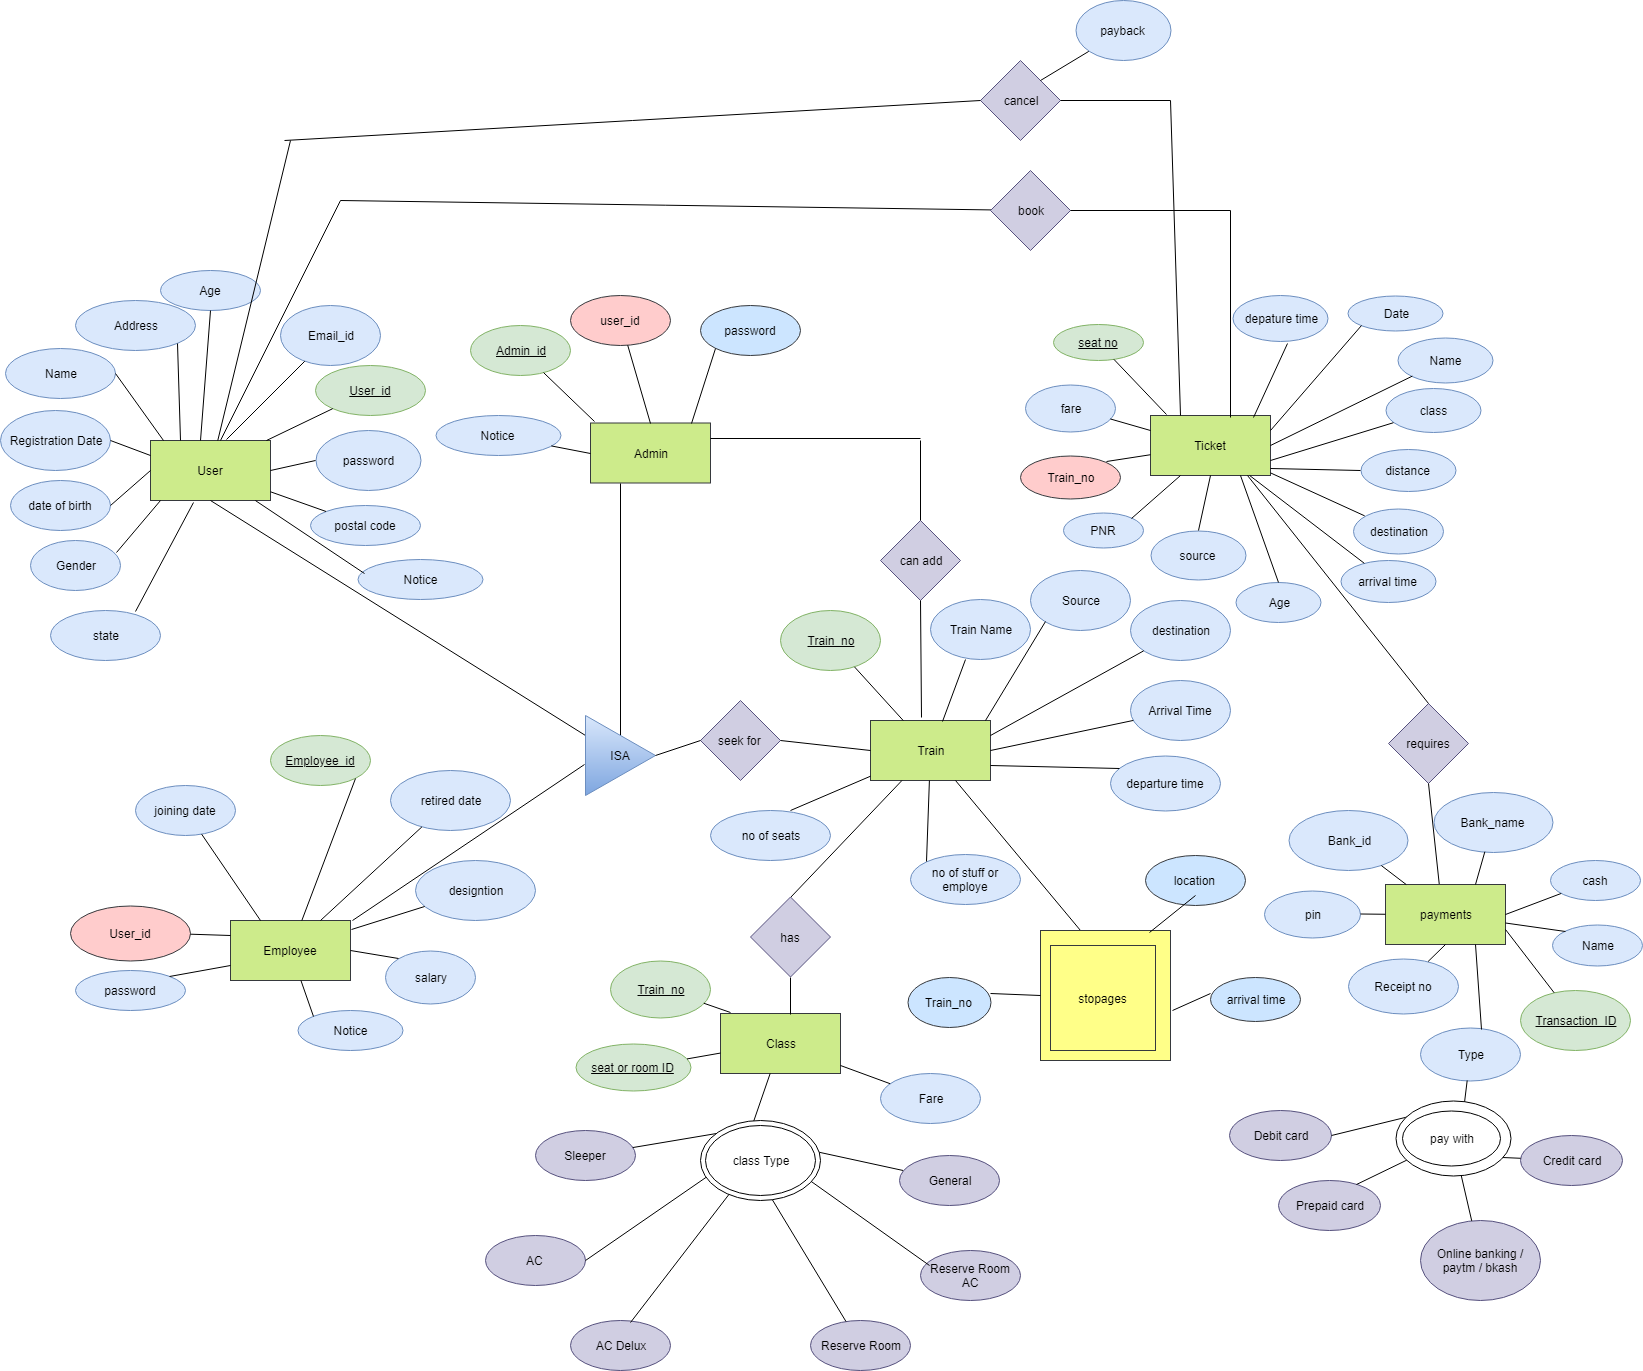 payback
cancel
book
Age
Address
Email_id
Name
User_id
Registration Date
User
password
date of birth
postal code
Gender
Notice
state
user_id
password
Admin_id
Notice
Admin
depature time
Date
seat no
Name
fare
class
Ticket
distance
Train_no
PNR
destination
source
arrival time
Age
can add
Source
Train_no
Train Name
destination
Arrival Time
ISA
seek for
Train
requires
departure time
no of seats
no of stuff or
employe
Employee_id
joining date
retired date
designtion
User_id
Employee
salary
password
Notice
has
location
Train_no
stopages
arrival time
Bank_id
Bank_name
cash
pin
payments
Name
Receipt no
Transaction_ID
Type
Train_no
Class
seat or room ID
Fare
Debit card
pay with
Credit card
Prepaid card
Online banking /
paytm / bkash
Sleeper
class Type
General
AC
Reserve Room
AC
AC Delux
Reserve Room